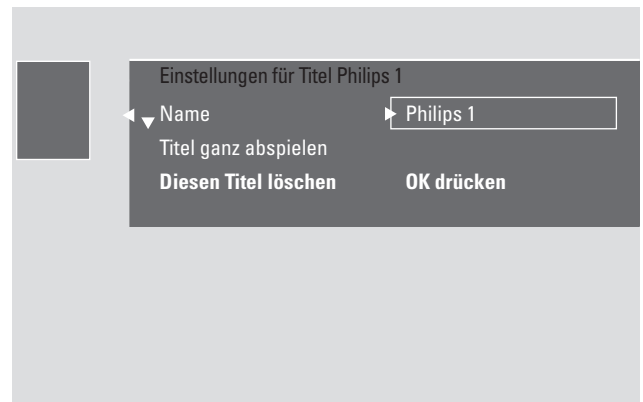 Einstellungen für Titel Philips 1
Name Philips 1
Titel ganz abspielen
Diesen Titel löschen OK drücken